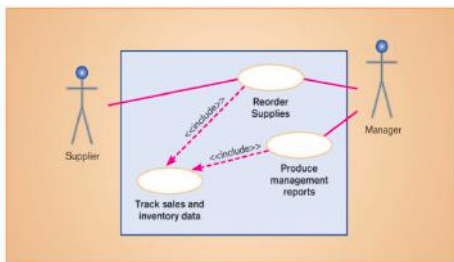 Reorder
Supplies
Manager
<<include>>
Supplier
<<include>>
Produce
management
reports
Track sales and
inventory data